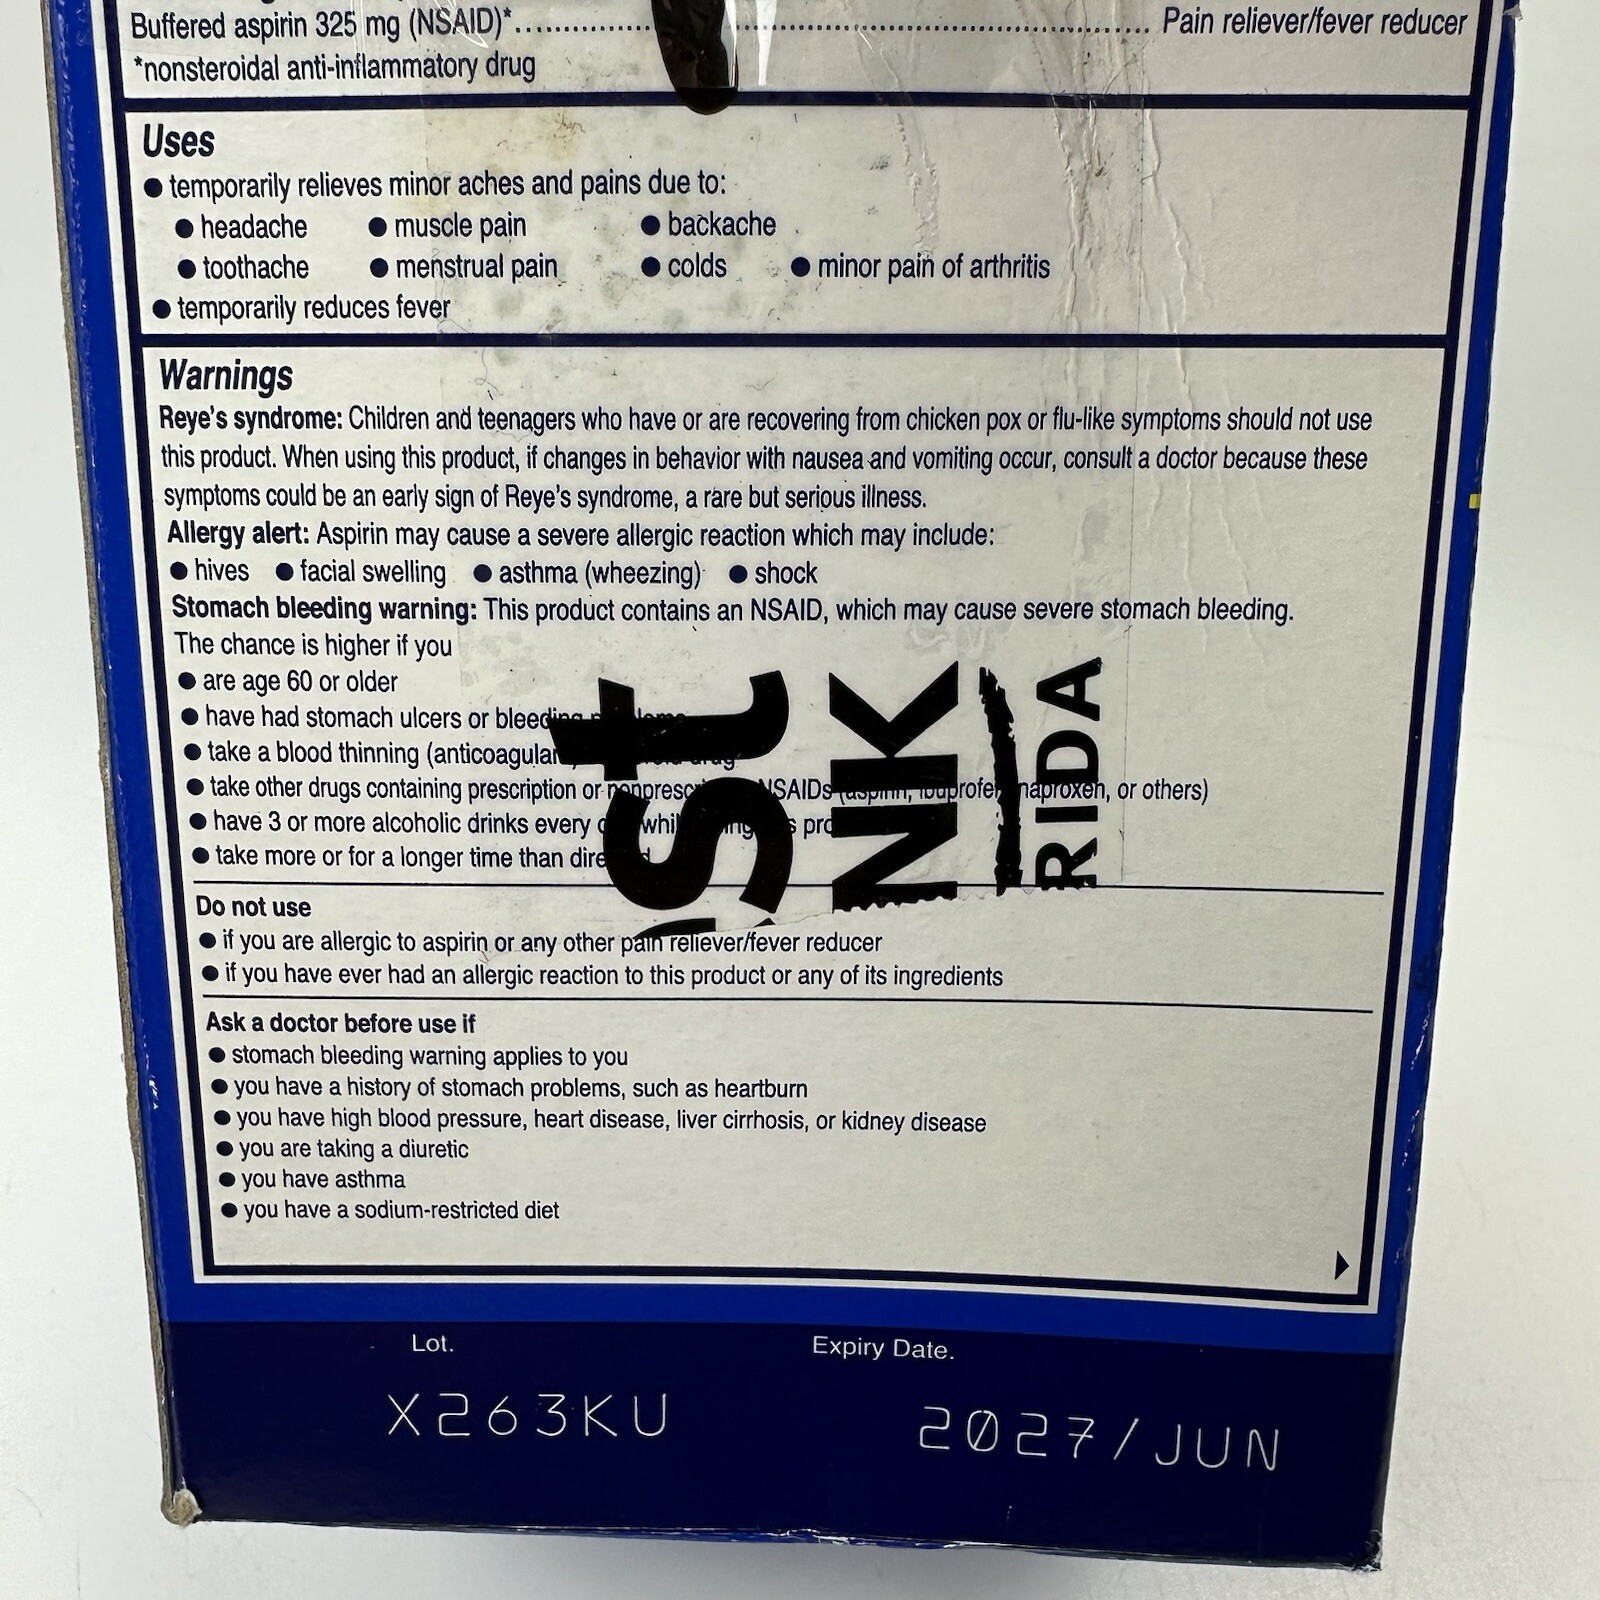 Buffered aspirin 325 mg (NSAID)*........................................ Pain reliever/fever reducer
*nonsteroidal anti-inflammatory drug
Uses
● temporarily relieves minor aches and pains due to:
● headache ● muscle pain ● backache
● toothache ● menstrual pain ● colds ● minor pain of arthritis
● temporarily reduces fever
Warnings
Reye's syndrome: Children and teenagers who have or are recovering from chicken pox or flu-like symptoms should not use
this product. When using this product, if changes in behavior with nausea and vomiting occur, consult a doctor because these
symptoms could be an early sign of Reye's syndrome, a rare but serious illness.
Allergy alert: Aspirin may cause a severe allergic reaction which may include:
● hives ● facial swelling ● asthma (wheezing) ● shock
Stomach bleeding warning: This product contains an NSAID, which may cause severe stomach bleeding.
The chance is higher if you
● are age 60 or older
● have had stomach ulcers or bleeding
● take a blood thinning drug
● take other drugs containing prescription or NSAIDs (aspirin, ibuprofen, naproxen, or others)
● have 3 or more alcoholic drinks every
● take more or for a longer time than
Do not use
● if you are allergic to aspirin or any other pain reliever/fever reducer
● if you have ever had an allergic reaction to this product or any of its ingredients
Ask a doctor before use if
● stomach bleeding warning applies to you
● you have a history of stomach problems, such as heartburn
● you have high blood pressure, heart disease, liver cirrhosis, or kidney disease
● you are taking a diuretic
● you have asthma
● you have a sodium-restricted diet
st
NK
RIDA
Lot. Expiry Date.
X263KU 2027/JUN